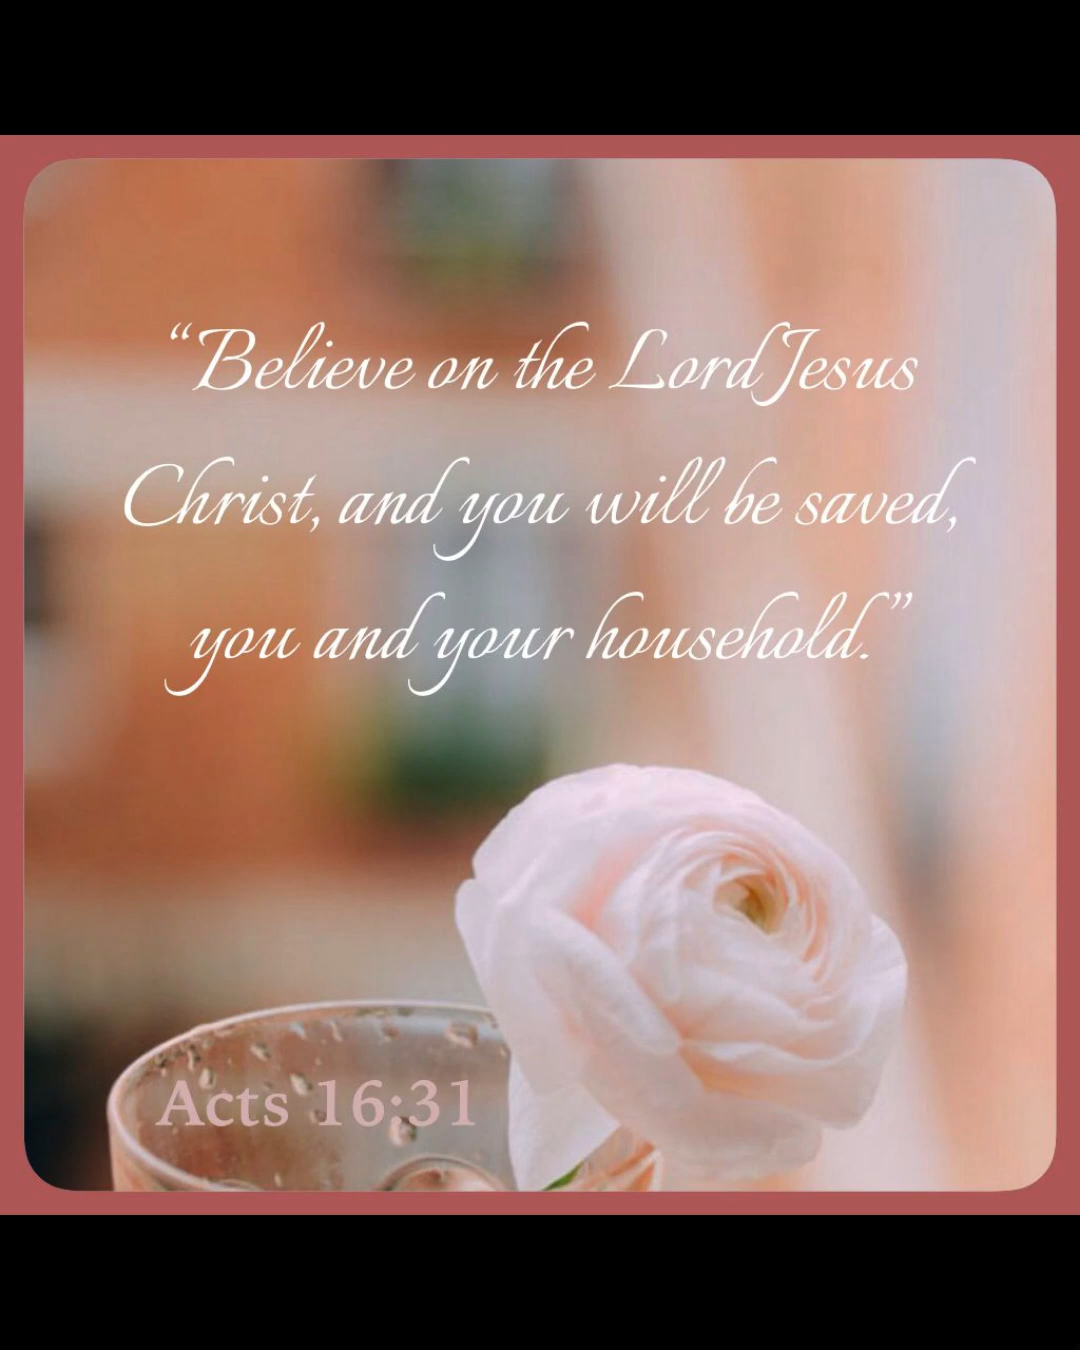 “Believe on the Lord Jesus
Christ, and you will be saved,
you and your household.”
Acts 16:31